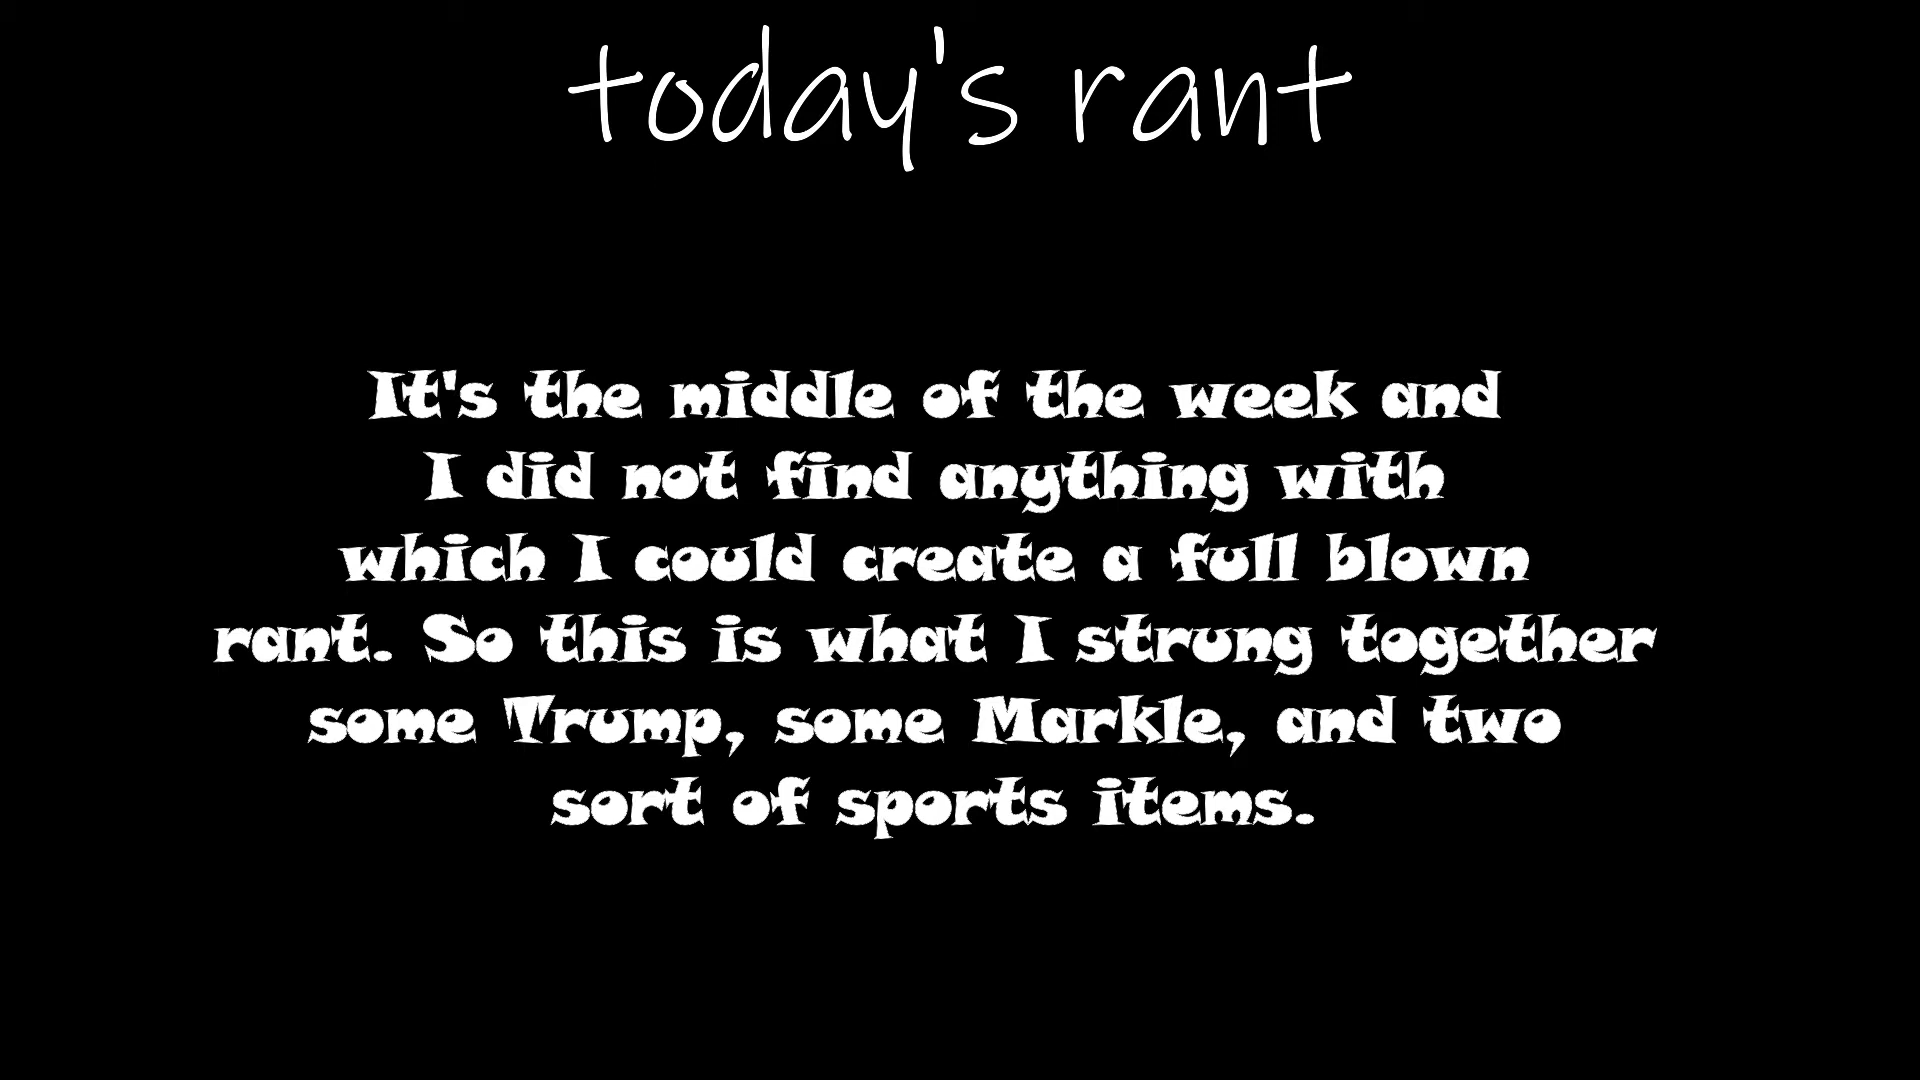 today's rant
It's the middle of the week and
I did not find anything with
which I could create a full blown
rant. So this is what I strung together
some Trump, some Markle, and two
sort of sports items.